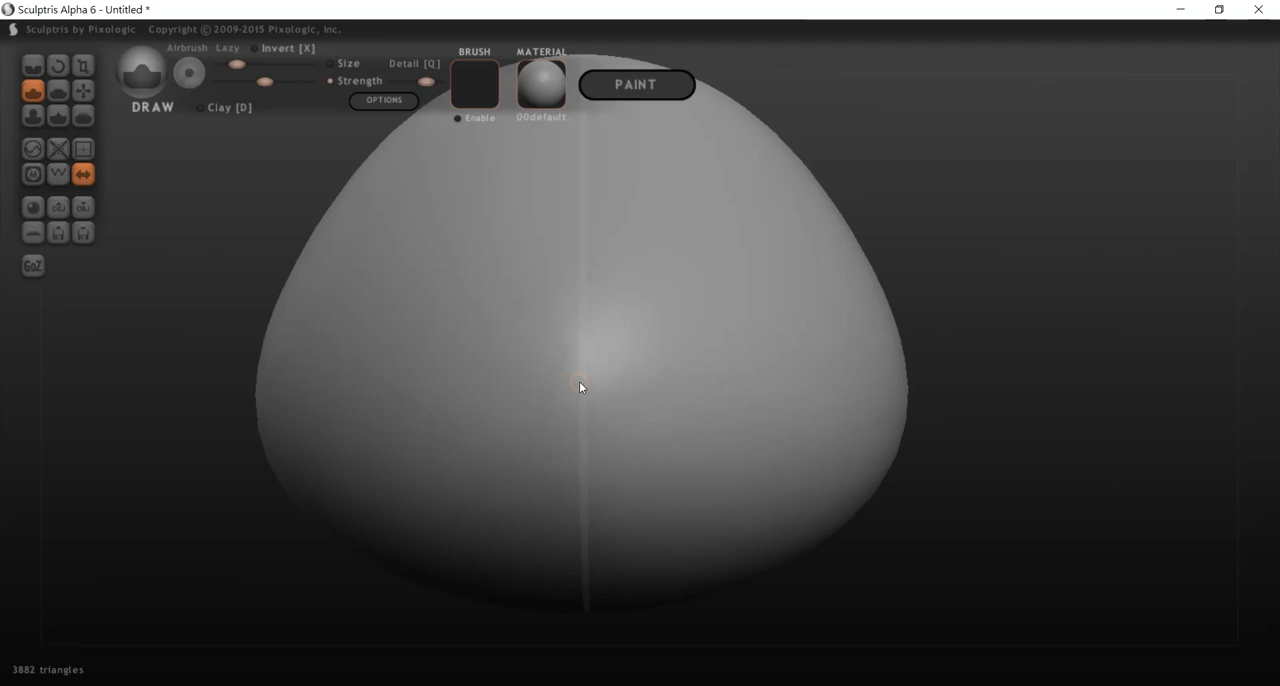 Sculptris Alpha 6 - Untitled *
Sculptris by Pixologic Copyright © 2009-2015 Pixologic, Inc.
Airbrush Lazy Invert [X]
Size Detail [Q]
Strength
OPTIONS
DRAW Clay [D]
BRUSH
Enable
MATERIAL
00default
PAINT
GoZ
3882 triangles